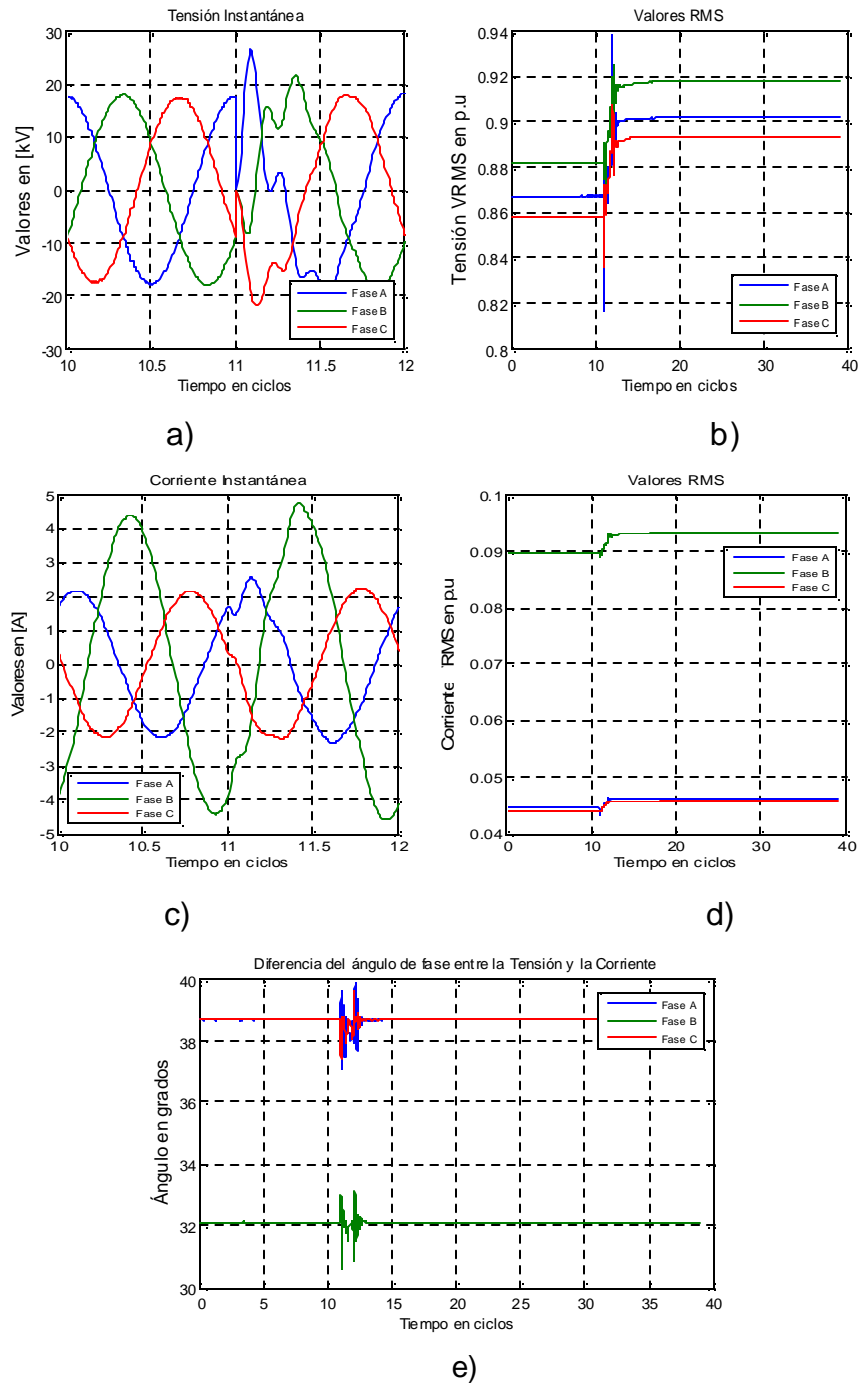 Tensión Instantánea
30
20
10
0
-10
-20
-30
Valores en [kV]
10
10.5
11
11.5
12
Tiempo en ciclos
Fase A
Fase B
Fase C
a)
Valores RMS
0.94
0.92
0.9
0.88
0.86
0.84
0.82
0.8
Tensión VRMS en p.u
0
10
20
30
40
Tiempo en ciclos
Fase A
Fase B
Fase C
b)
Corriente Instantánea
5
4
3
2
1
0
-1
-2
-3
-4
-5
Valores en [A]
10
10.5
11
11.5
12
Tiempo en ciclos
Fase A
Fase B
Fase C
c)
Valores RMS
0.1
0.09
0.08
0.07
0.06
0.05
0.04
Corriente RMS en p.u
0
10
20
30
40
Tiempo en ciclos
Fase A
Fase B
Fase C
d)
Diferencia del ángulo de fase entre la Tensión y la Corriente
40
38
36
34
32
30
Ángulo en grados
0
5
10
15
20
25
30
35
40
Tiempo en ciclos
Fase A
Fase B
Fase C
e)